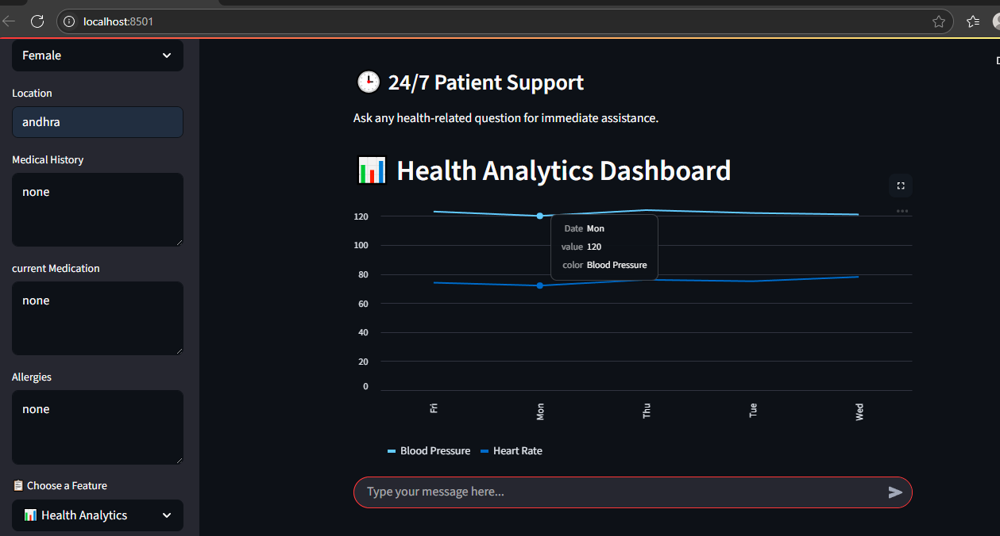 localhost:8501
Female
Location
andhra
Medical History
none
current Medication
none
Allergies
none
📋 Choose a Feature
📊 Health Analytics
🕒 24/7 Patient Support
Ask any health-related question for immediate assistance.
📊 Health Analytics Dashboard
120
100
80
60
40
20
0
Date Mon
value 120
color Blood Pressure
Fri
Mon
Thu
Tue
Wed
Blood Pressure
Heart Rate
Type your message here...